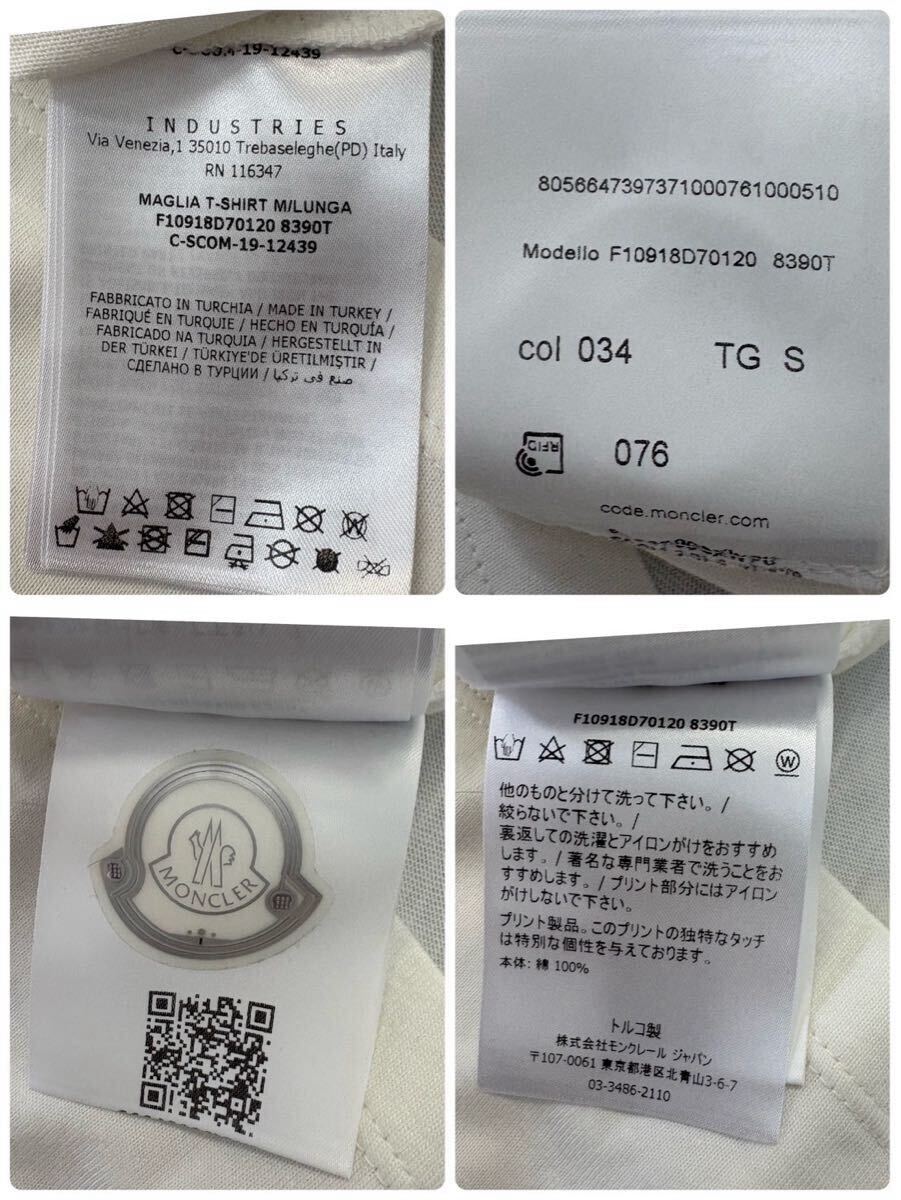 C-SCOM-19-12439
INDUSTRIES
Via Venezia,1 35010 Trebaseleghe(PD) Italy
RN 116347
MAGLIA T-SHIRT M/LUNGA
F10918D70120 8390T
C-SCOM-19-12439
FABBRICATO IN TURCHIA / MADE IN TURKEY /
FABRIQUÉ EN TURQUIE / HECHO EN TURQUÍA /
FABRICADO NA TURQUIA / HERGESTELLT IN
DER TÜRKEI / TÜRKİYE'DE ÜRETILMIŞTIR /
СДЕЛАНО В ТУРЦИИ / صنع في تركيا
W
8056647397371000761000510
Modello F10918D70120 8390T
col 034 TG S
RFID 076
code.moncler.com
MONCLER
F10918D70120 8390T
W
他のものと分けて洗って下さい。/
絞らないで下さい。/
裏返しての洗濯とアイロンがけをおすすめ
します。/ 著名な専門業者で洗うことをお
すすめします。/ プリント部分にはアイロン
がけしないで下さい。
プリント製品。このプリントの独特なタッチ
は特別な個性を与えております。
本体: 綿 100%
トルコ製
株式会社モンクレール ジャパン
〒107-0061 東京都港区北青山3-6-7
03-3486-2110